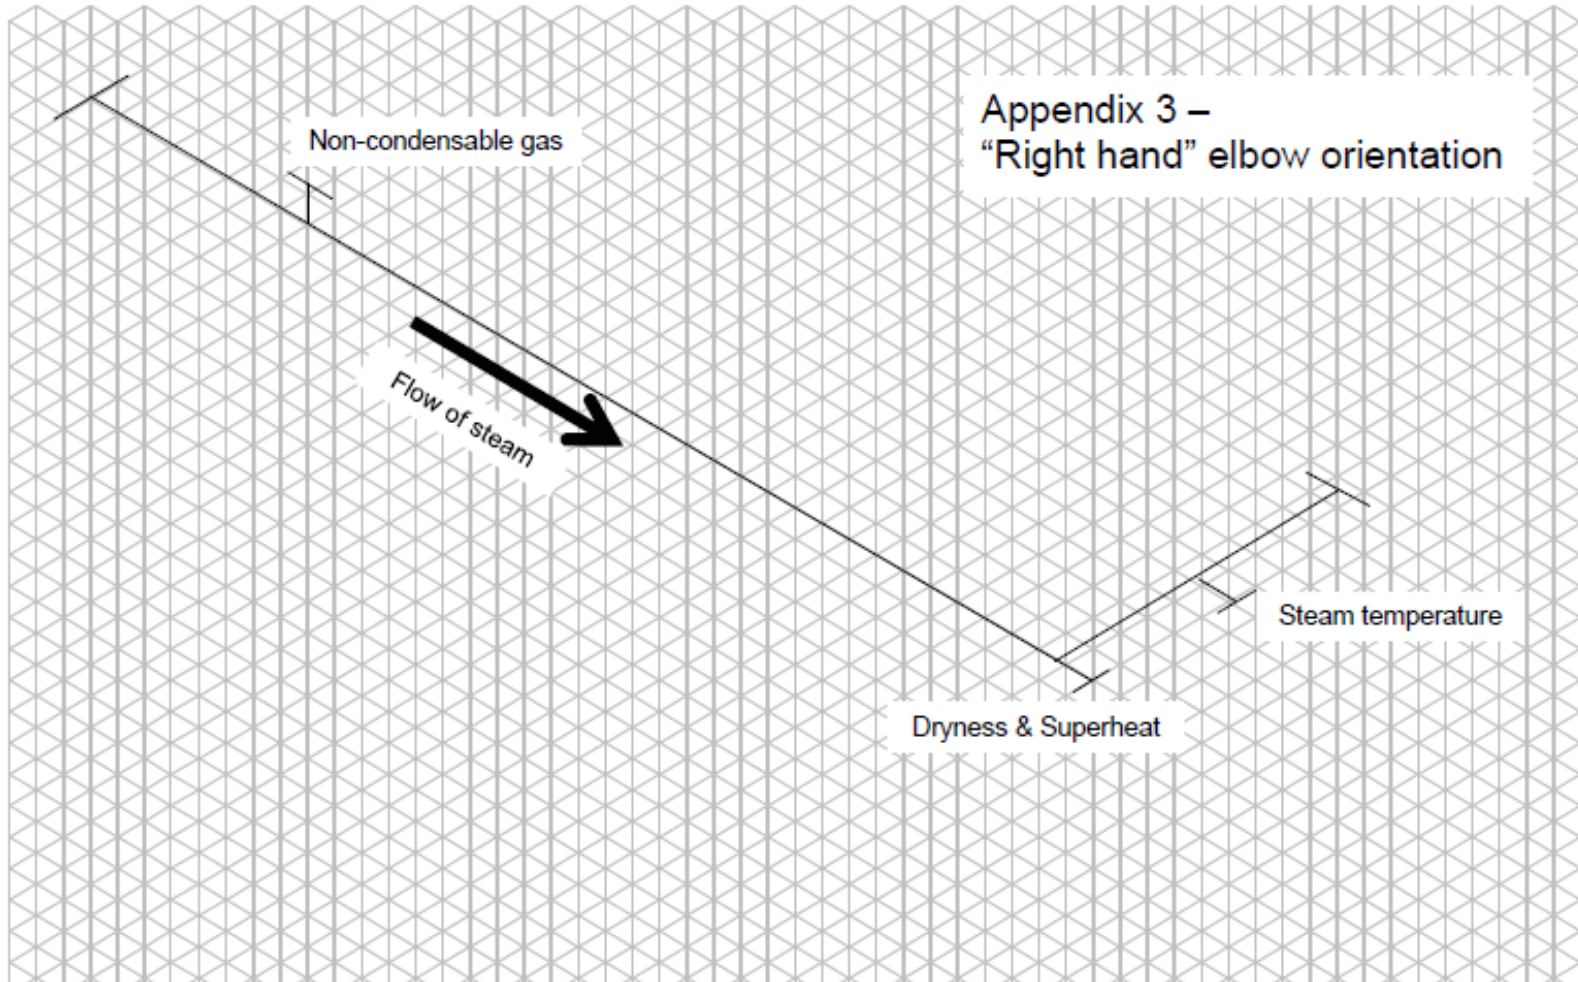 Appendix 3 –
“Right hand” elbow orientation
Non-condensable gas
Flow of steam
Steam temperature
Dryness & Superheat